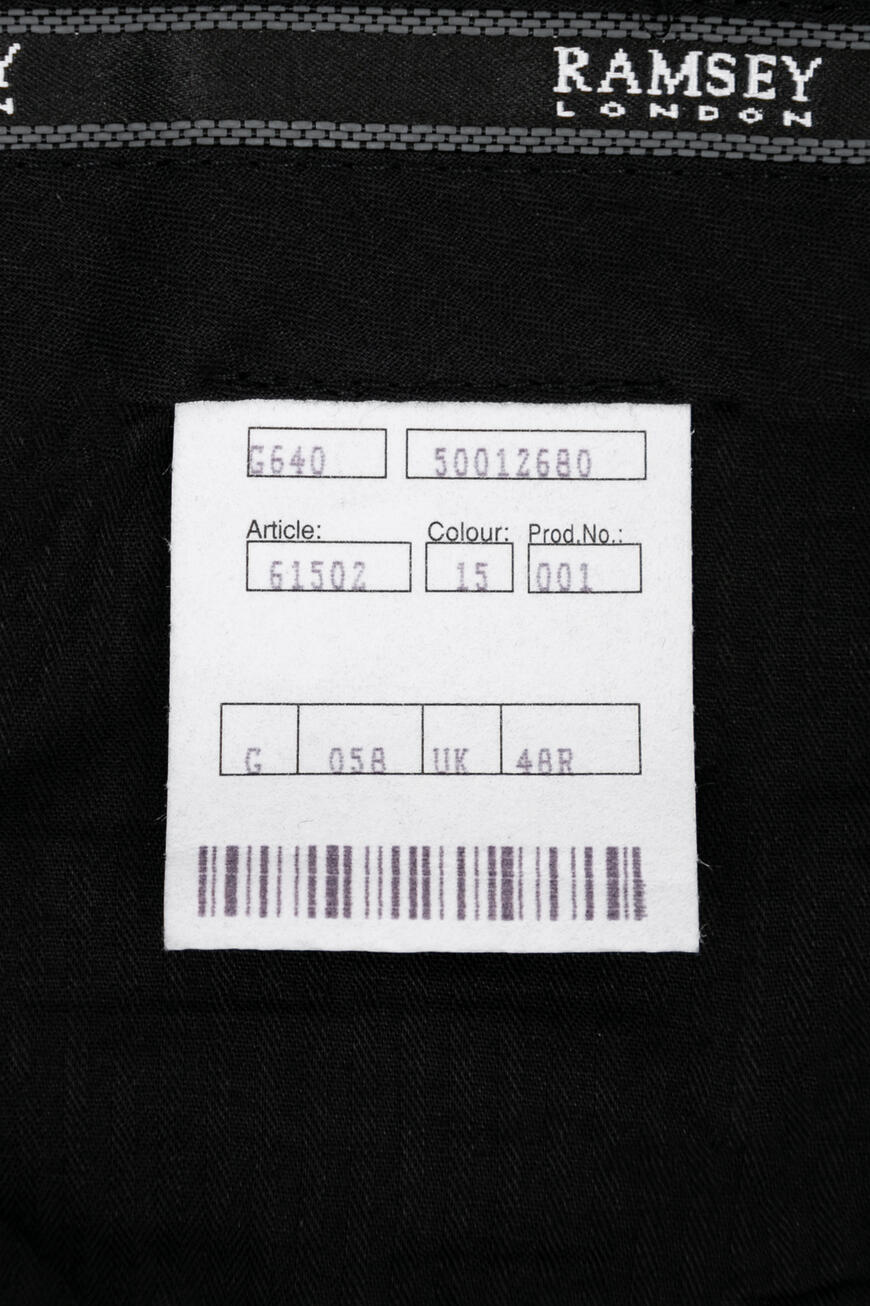 Y
N
RAMSEY
LONDON
G640 50012680
Article: Colour: Prod.No.:
61502 15 001
G 058 UK 48R